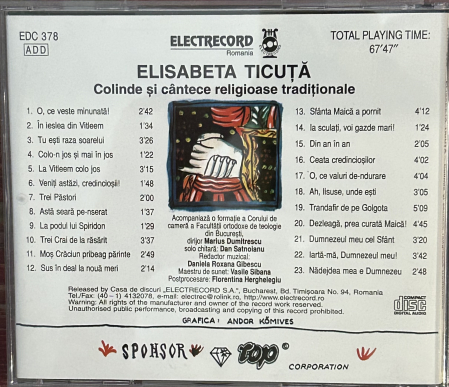 EDC 378
ADD
ELECTRECORD
Romania
TOTAL PLAYING TIME:
67'47"
ELISABETA TICUȚĂ
Colinde și cântece religioase tradiționale
1. O, ce veste minunată! 2'42
2. În ieslea din Vitleem 1'34
3. Tu ești raza soarelui 3'26
4. Colo-n jos și mai în jos 1'22
5. La Vitleem colo jos 3'15
6. Veniți astăzi, credincioși! 1'48
7. Trei Păstori 2'12
8. Astă seară pe-nserat 1'37
9. La podul lui Spiridon 1'29
10. Trei Crai de la răsărit 3'37
11. Moș Crăciun pribeag părinte 2'49
12. Sus în deal la nouă meri 2'14
Acompaniază o formație a Corului de
cameră a Facultății ortodoxe de teologie
din București,
dirijor Marius Dumitrescu
solo chitară: Dan Satnoianu
Redactor muzical:
Daniela Roxana Gibescu
Maestru de sunet: Vasile Sibana
Postprocesare: Florentina Herghelegiu
13. Sfânta Maică a pornit 4'12
14. Ia sculați, voi gazde mari! 1'24
15. Din an în an 2'05
16. Ceata credincioșilor 4'02
17. O, ce valuri de-ndurare 4'04
18. Ah, Iisuse, unde ești 3'05
19. Trandafir de pe Golgota 5'09
20. Dezleagă, prea curată Maică! 4'45
21. Dumnezeul meu cel Sfânt 3'20
22. Iartă-mă, Dumnezeul meu! 3'42
23. Nădejdea mea e Dumnezeu 2'48
Released by Casa de discuri „ELECTRECORD S.A.", Bucharest, Bd. Timișoara No. 94, Romania
Tel./Fax: (40-1) 4132078, e-mail: electrec@rolink.ro, http://www.electrecord.ro
Warning: All rights of the manufacturer and owner of the record work reserved.
Unauthorised public performance, broadcasting and copying of this record prohibited.
COMPACT
disc
DIGITAL AUDIO
GRAFICA: ANDOR KŐMIVES
SPONSOR top ©
CORPORATION